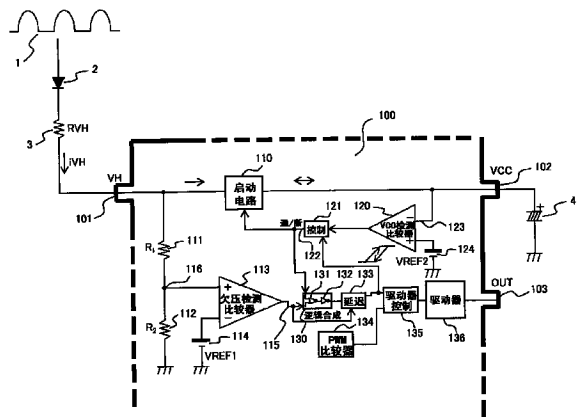 1
2
3
RVH
iVH
VH
101
100
110
启动
电路
VCC
102
4
111
R₁
116
112
R₂
113
欠压检测
比较器
114
VREF1
115
通/断
121
控制
122
120
VCC检测
比较器
123
124
VREF2
131
132
133
延迟
逻辑合成
130
134
PWM
比较器
驱动器
控制
135
驱动器
136
OUT
103